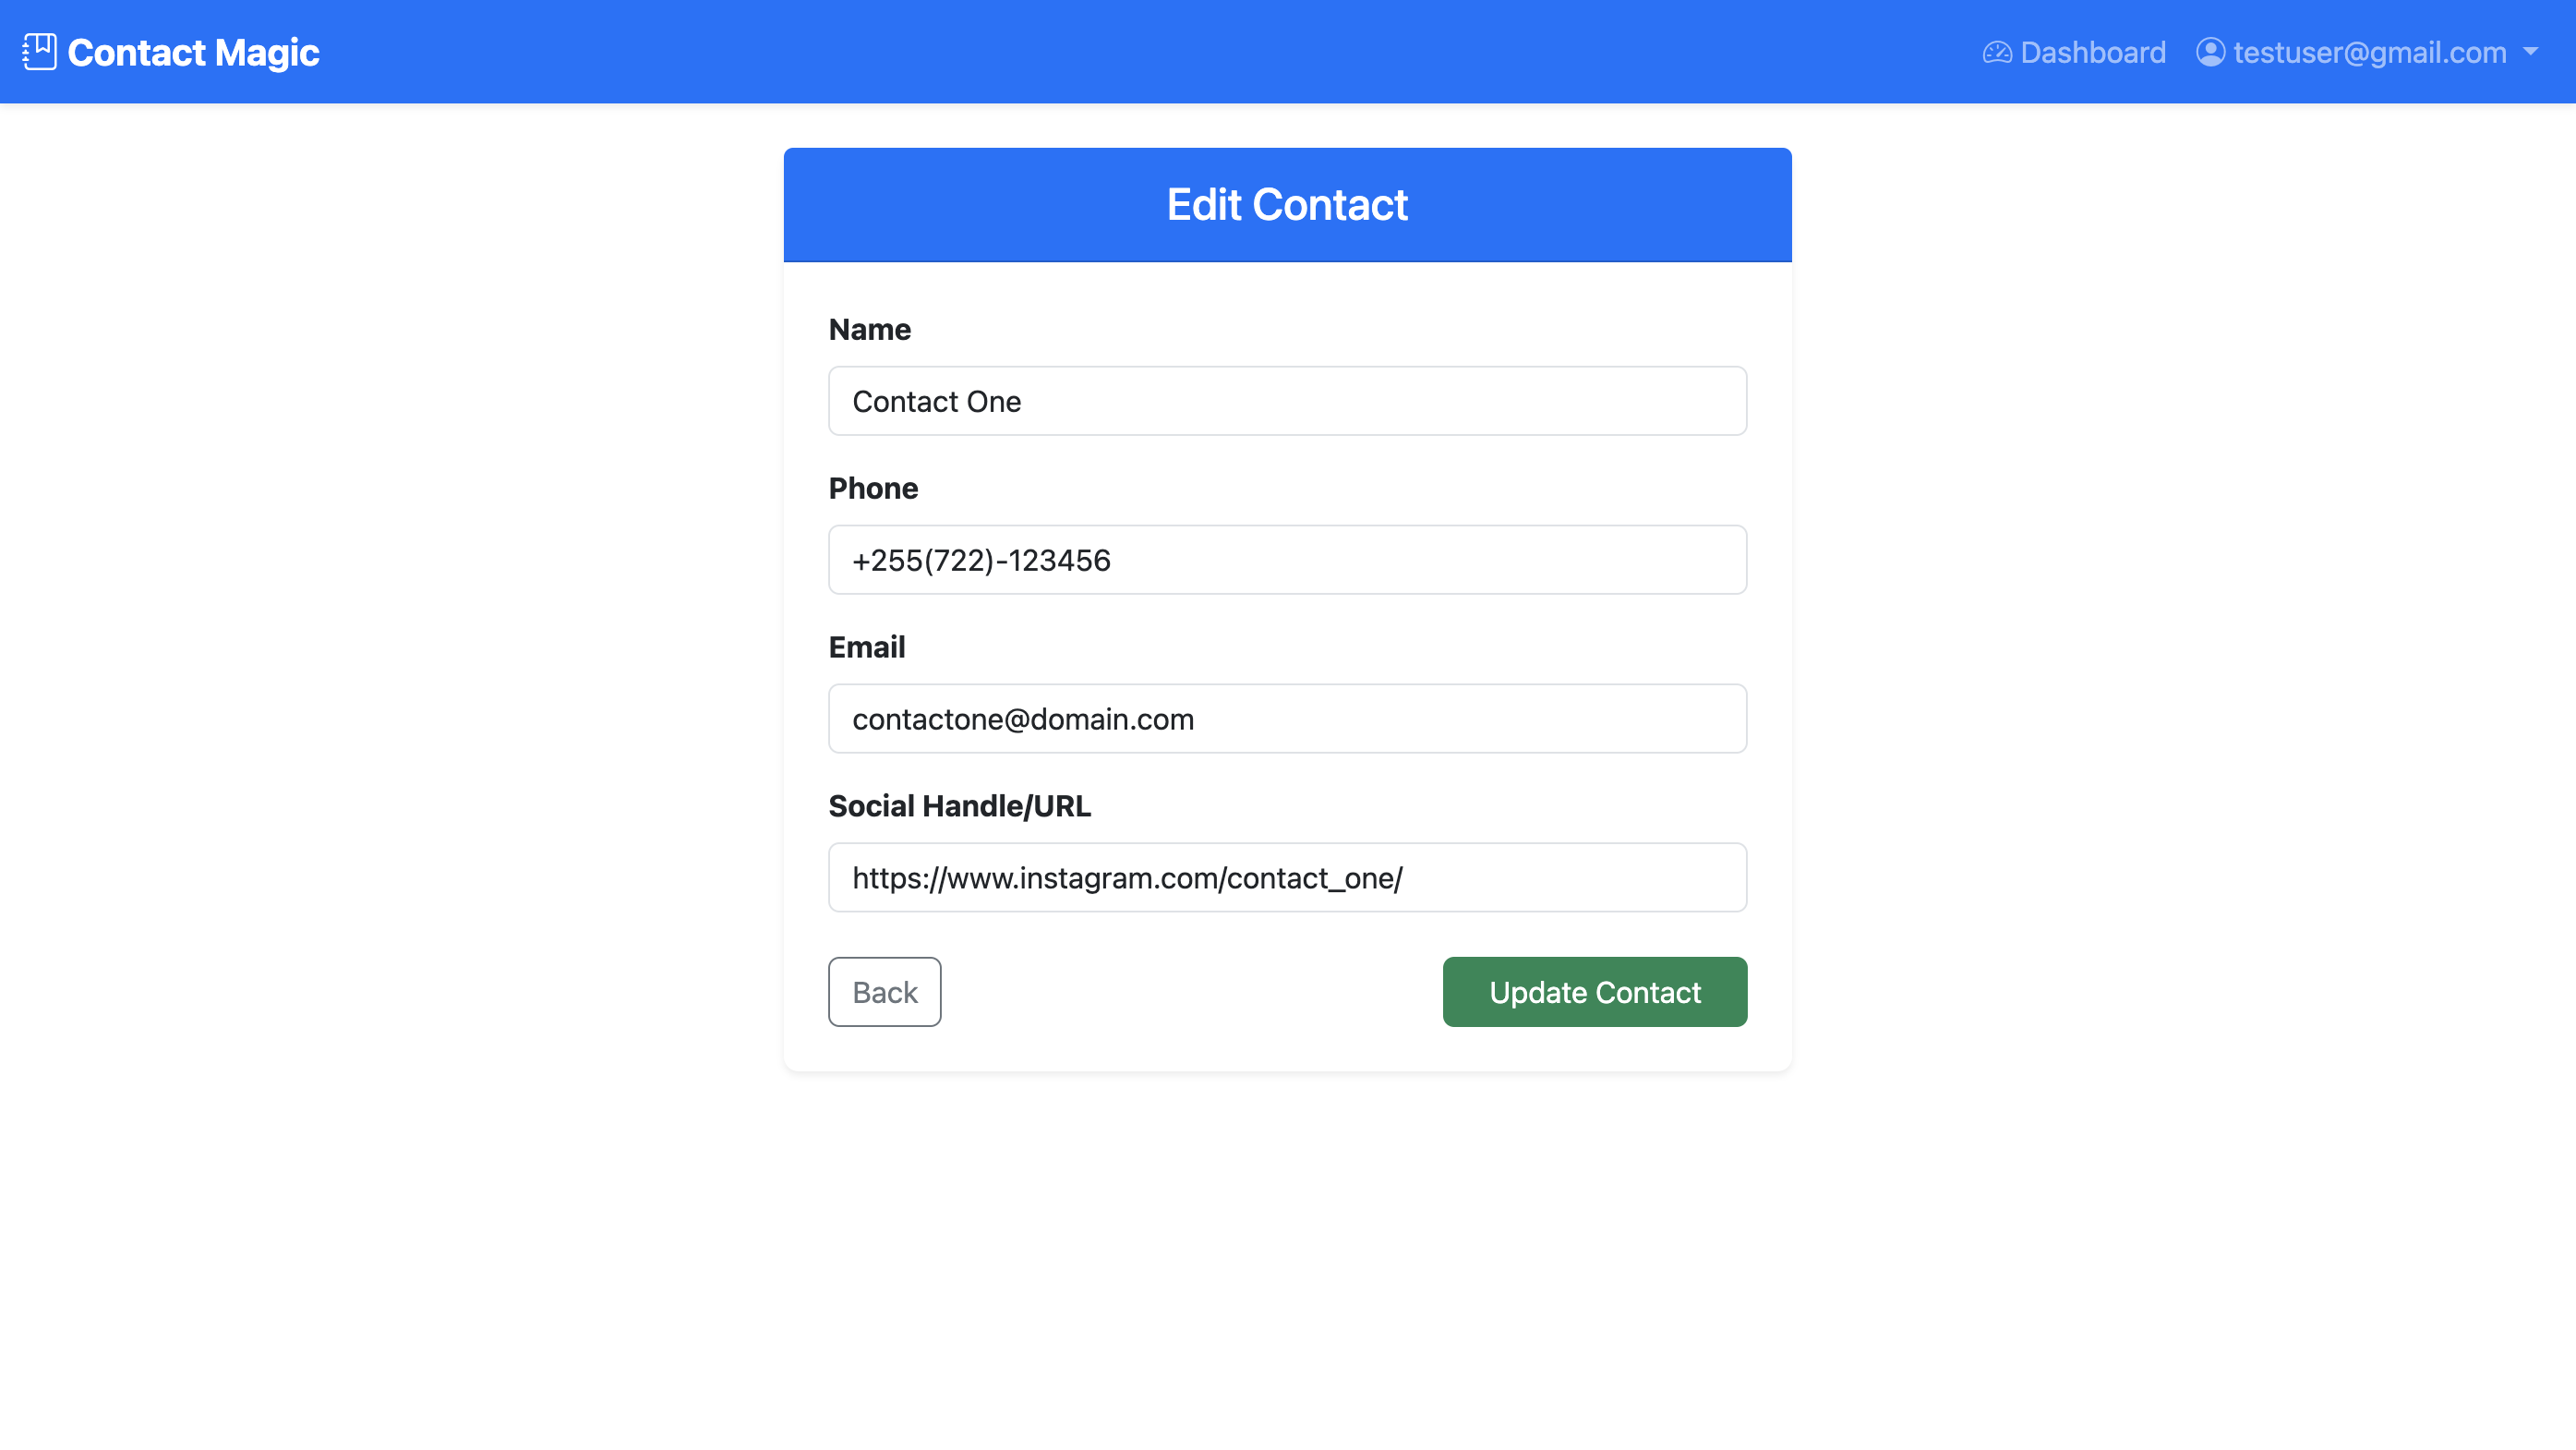 Contact Magic
Dashboard testuser@gmail.com
Edit Contact
Name
Contact One
Phone
+255(722)-123456
Email
contactone@domain.com
Social Handle/URL
https://www.instagram.com/contact_one/
Back Update Contact